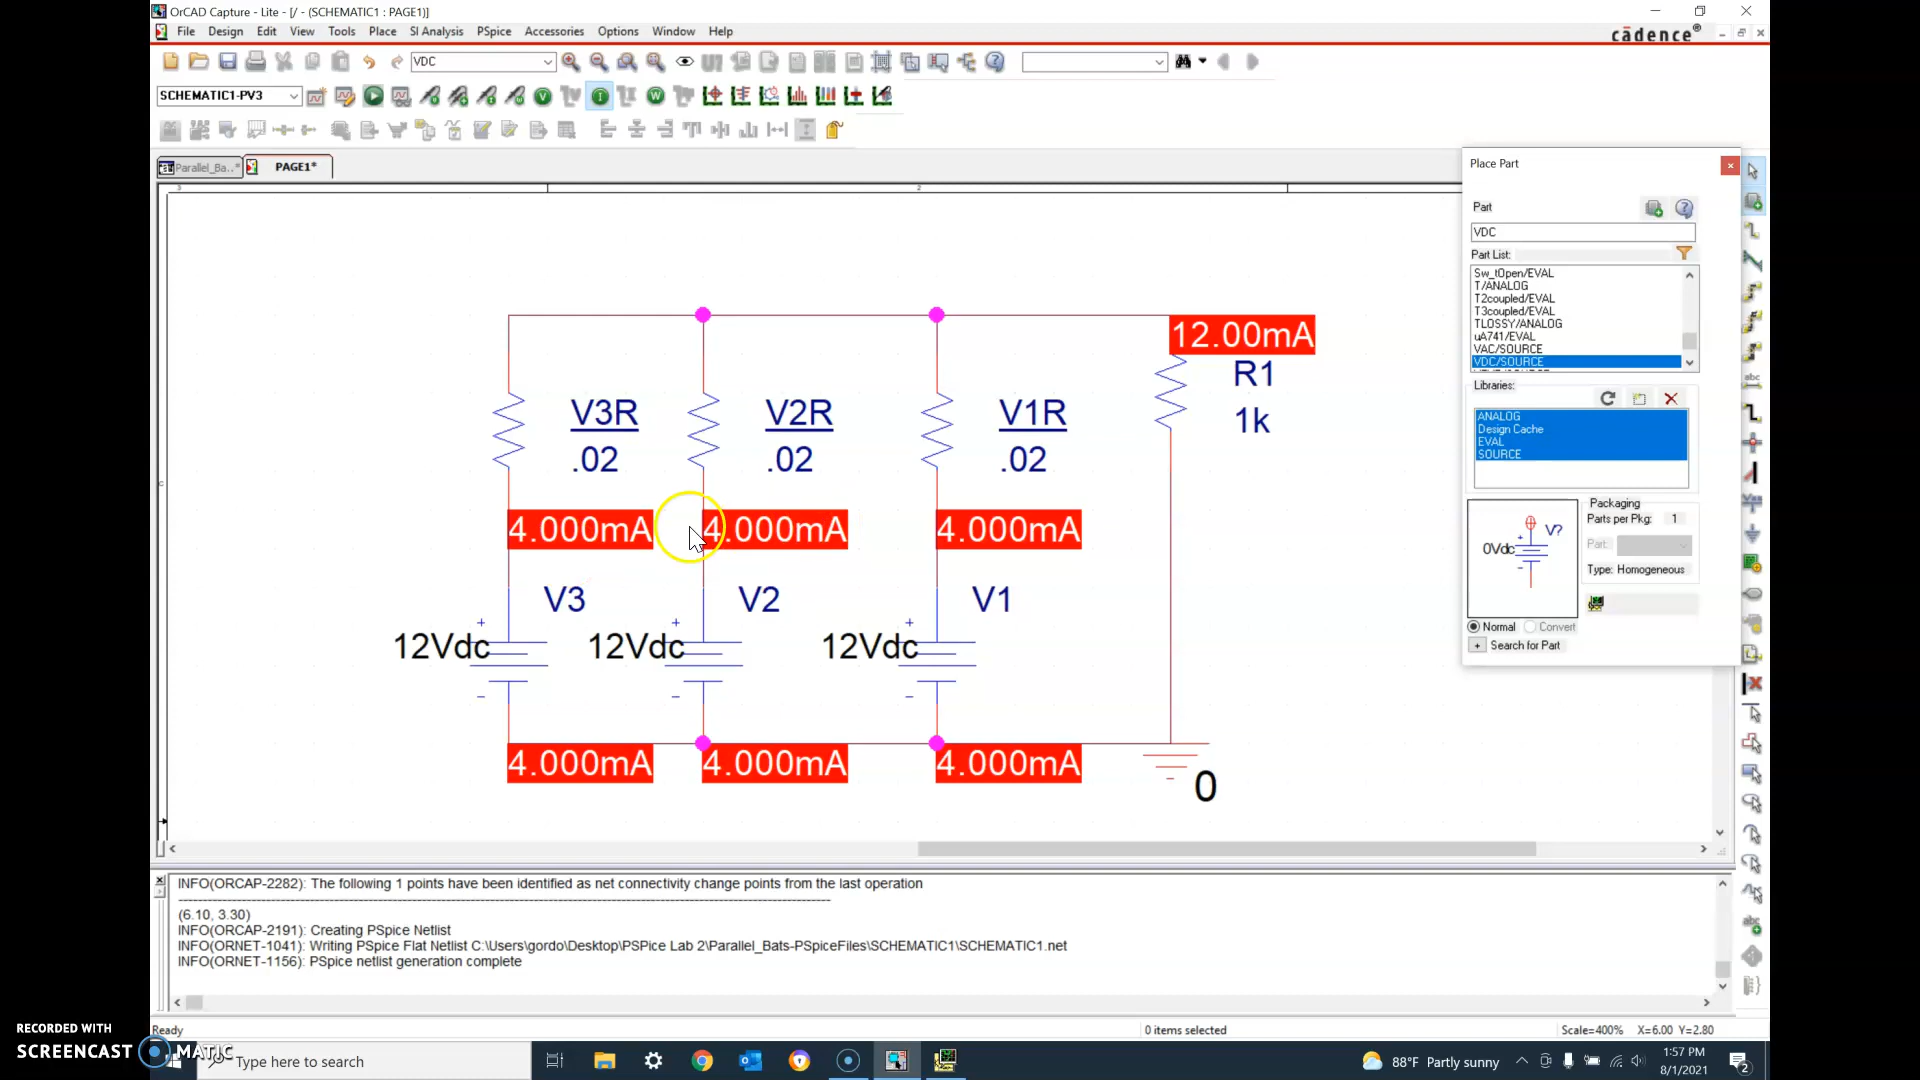 OrCAD Capture - Lite - [/ - (SCHEMATIC1 : PAGE1)]
File Design Edit View Tools Place SI Analysis PSpice Accessories Options Window Help
cādence®
VDC
SCHEMATIC1-PV3
Parallel_Ba..*
PAGE1*
3
2
C
12.00mA
R1
1k
V3R
.02
V2R
.02
V1R
.02
4.000mA
4.000mA
4.000mA
V3
V2
V1
12Vdc
12Vdc
12Vdc
4.000mA
4.000mA
4.000mA
0
Place Part
Part
VDC
Part List:
Sw_tOpen/EVAL
T/ANALOG
T2coupled/EVAL
T3coupled/EVAL
TLOSSY/ANALOG
uA741/EVAL
VAC/SOURCE
VDC/SOURCE
Libraries:
ANALOG
Design Cache
EVAL
SOURCE
Packaging
Parts per Pkg: 1
Part:
Type: Homogeneous
V?
0Vdc
Normal Convert
Search for Part
INFO(ORCAP-2282): The following 1 points have been identified as net connectivity change points from the last operation
(6.10, 3.30)
INFO(ORCAP-2191): Creating PSpice Netlist
INFO(ORNET-1041): Writing PSpice Flat Netlist C:\Users\gordo\Desktop\PSPice Lab 2\Parallel_Bats-PSpiceFiles\SCHEMATIC1\SCHEMATIC1.net
INFO(ORNET-1156): PSpice netlist generation complete
Ready
0 items selected
Scale=400% X=6.00 Y=2.80
RECORDED WITH
SCREENCAST MATIC
Type here to search
88°F Partly sunny
1:57 PM
8/1/2021
2